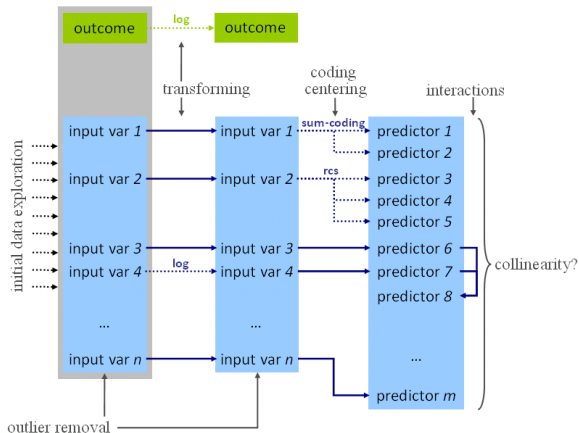 outcome
log
outcome
transforming
coding
centering
interactions
initial data exploration
input var 1
input var 2
input var 3
input var 4
...
input var n
log
input var 1
input var 2
input var 3
input var 4
...
input var n
sum-coding
rcs
predictor 1
predictor 2
predictor 3
predictor 4
predictor 5
predictor 6
predictor 7
predictor 8
...
predictor m
collinearity?
outlier removal